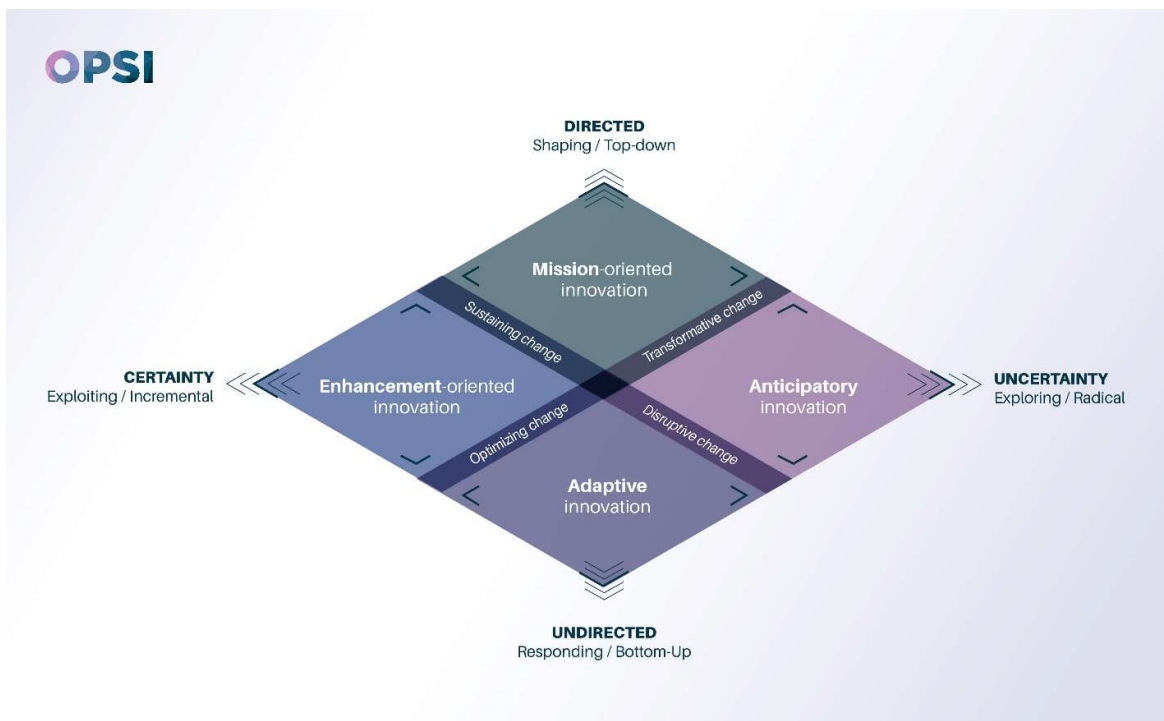 OPSI
DIRECTED
Shaping / Top-down
Mission-oriented
innovation
Sustaining change
Transformative change
CERTAINTY
Exploiting / Incremental
Enhancement-oriented
innovation
Anticipatory
innovation
UNCERTAINTY
Exploring / Radical
Optimizing change
Disruptive change
Adaptive
innovation
UNDIRECTED
Responding / Bottom-Up